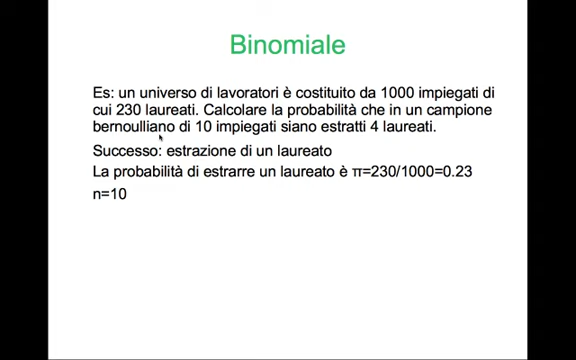 Binomiale
Es: un universo di lavoratori è costituito da 1000 impiegati di
cui 230 laureati. Calcolare la probabilità che in un campione
bernoulliano di 10 impiegati siano estratti 4 laureati.
Successo: estrazione di un laureato
La probabilità di estrarre un laureato è π=230/1000=0.23
n=10